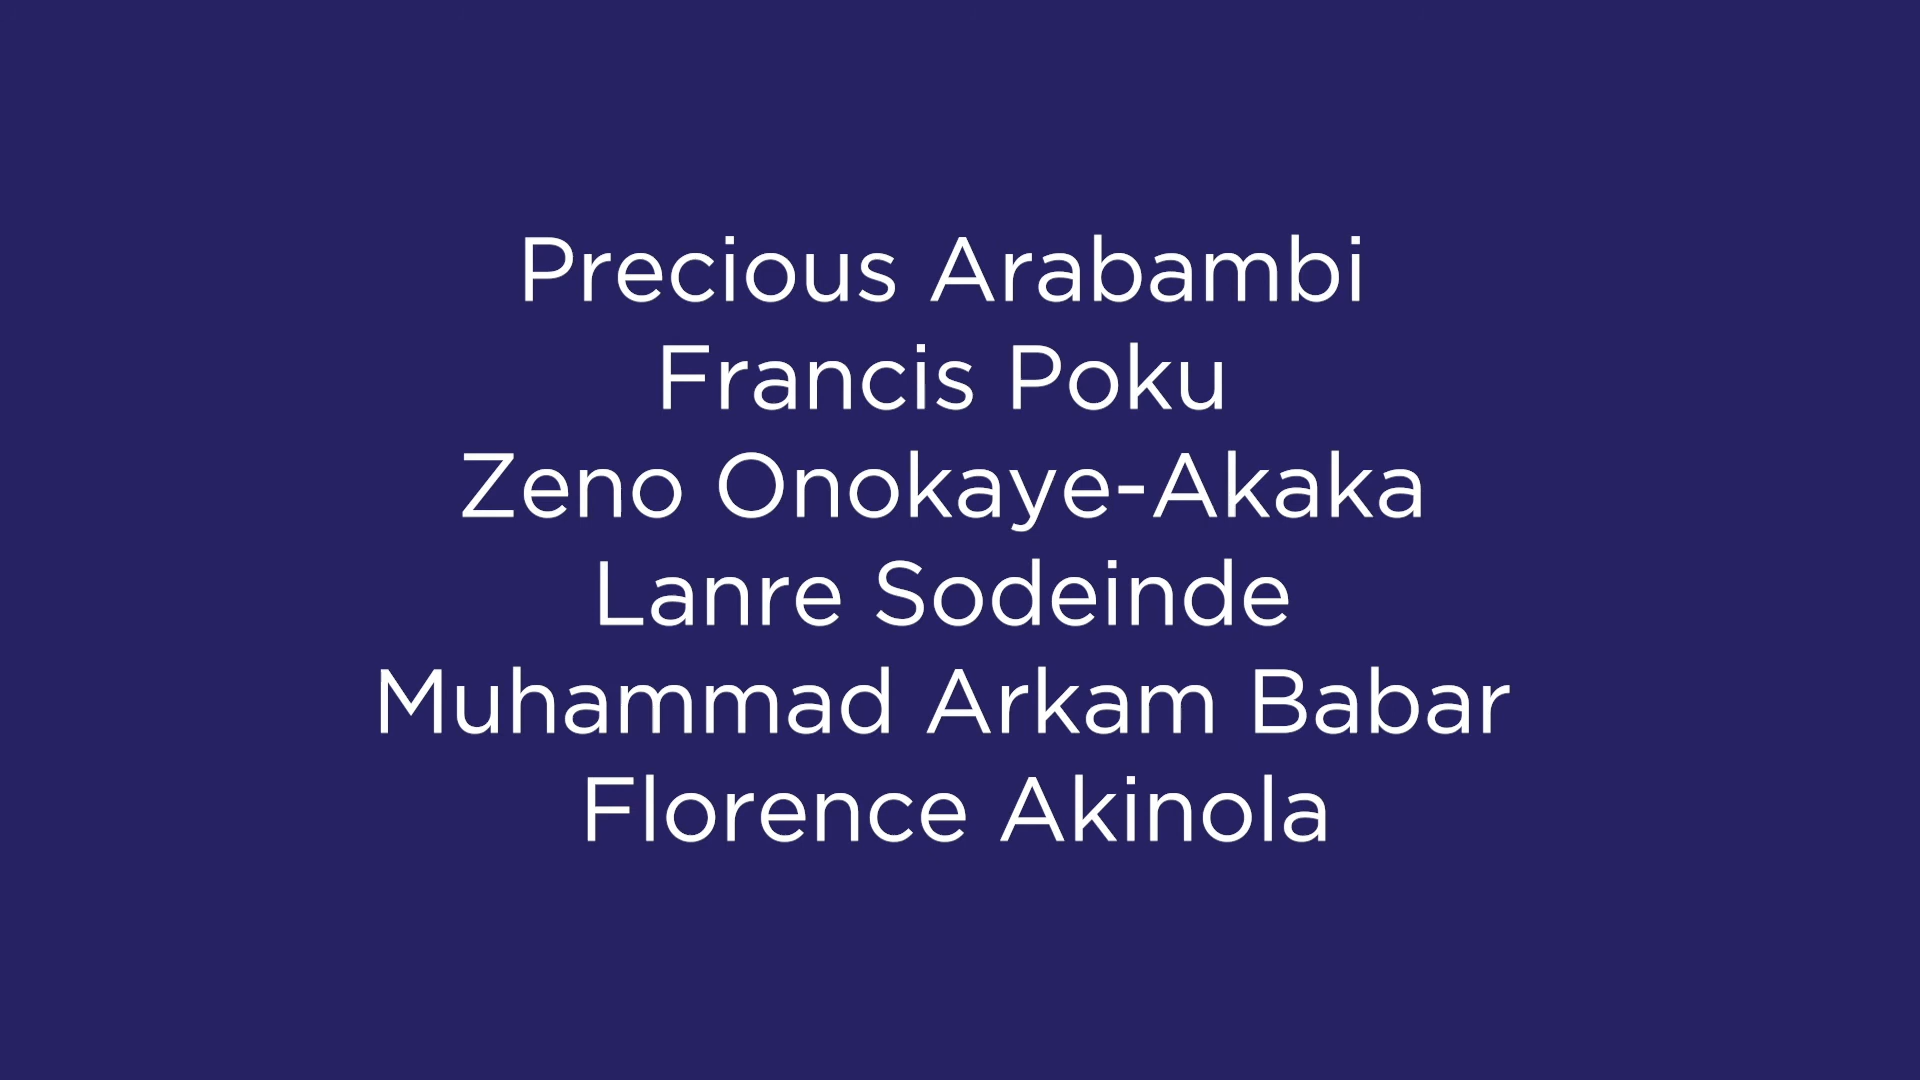 Precious Arabambi
Francis Poku
Zeno Onokaye-Akaka
Lanre Sodeinde
Muhammad Arkam Babar
Florence Akinola